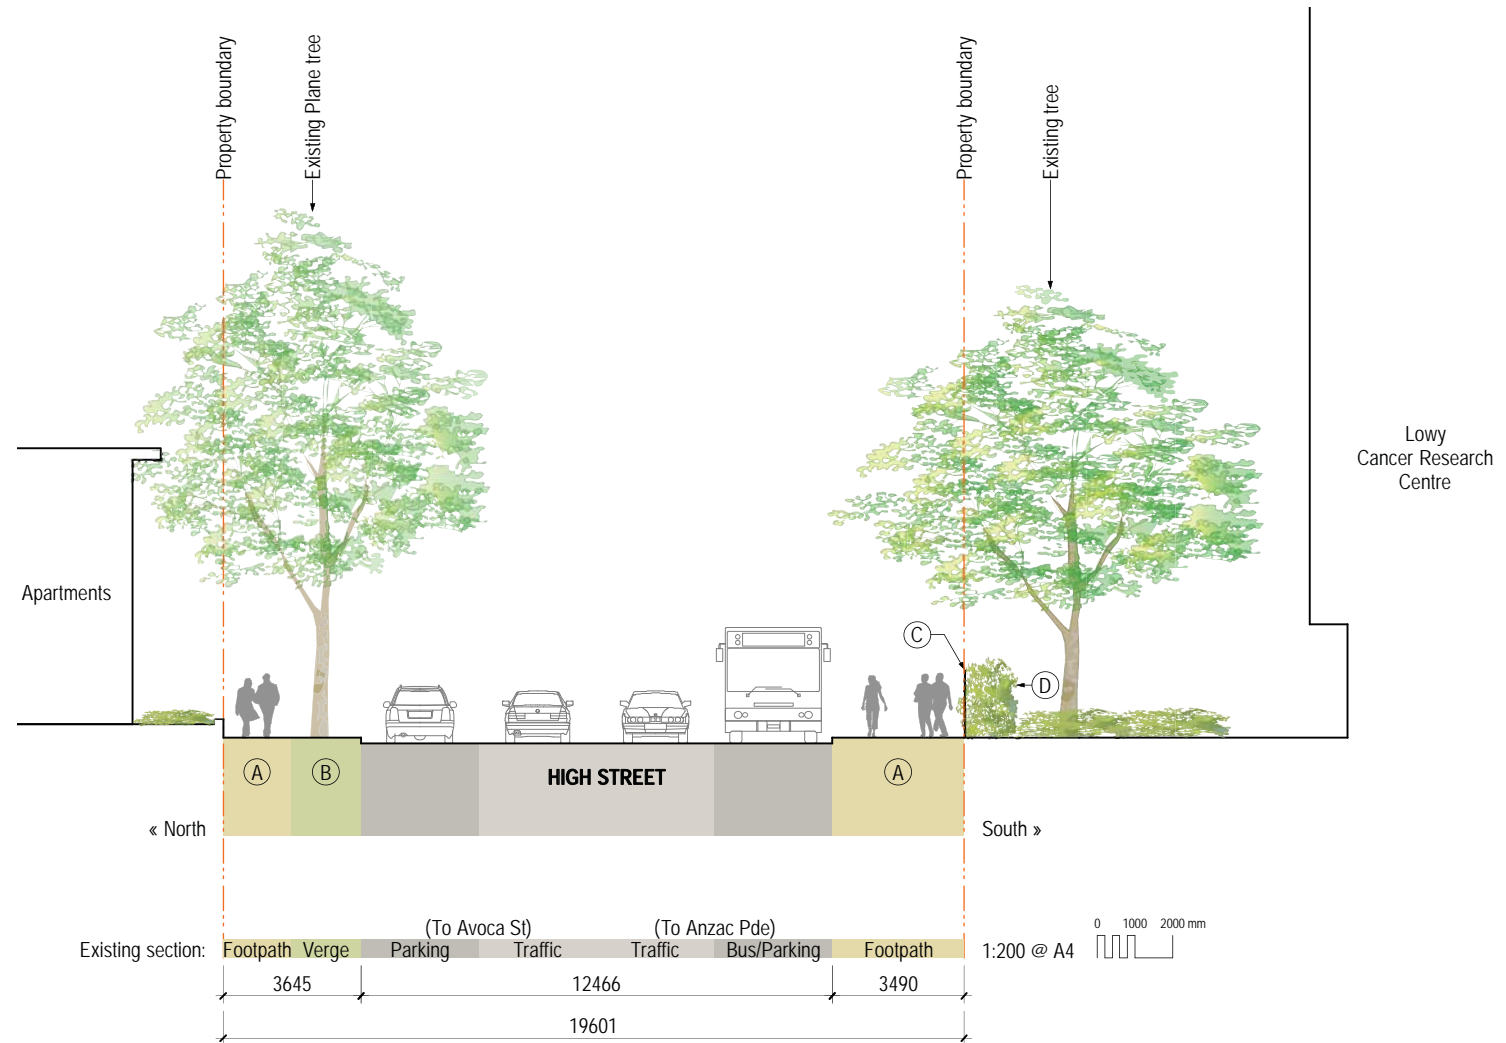 Property boundary
Existing Plane tree
Property boundary
Existing tree
Lowy
Cancer Research
Centre
Apartments
C
D
A
B
HIGH STREET
A
« North
South »
(To Avoca St)
(To Anzac Pde)
0 1000 2000 mm
Existing section:
Footpath
Verge
Parking
Traffic
Traffic
Bus/Parking
Footpath
1:200 @ A4
3645
12466
3490
19601